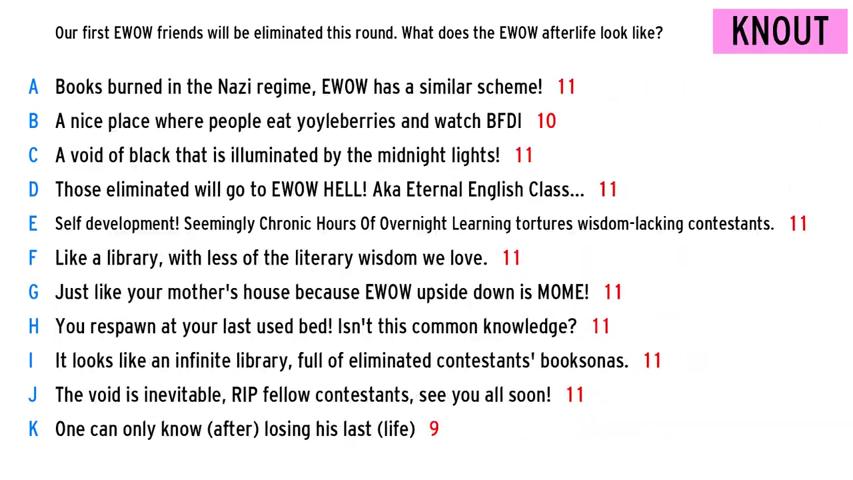 Our first EWOW friends will be eliminated this round. What does the EWOW afterlife look like?
KNOUT
A Books burned in the Nazi regime, EWOW has a similar scheme! 11
B A nice place where people eat yoyleberries and watch BFDI 10
C A void of black that is illuminated by the midnight lights! 11
D Those eliminated will go to EWOW HELL! Aka Eternal English Class... 11
E Self development! Seemingly Chronic Hours Of Overnight Learning tortures wisdom-lacking contestants. 11
F Like a library, with less of the literary wisdom we love. 11
G Just like your mother's house because EWOW upside down is MOME! 11
H You respawn at your last used bed! Isn't this common knowledge? 11
I It looks like an infinite library, full of eliminated contestants' booksonas. 11
J The void is inevitable, RIP fellow contestants, see you all soon! 11
K One can only know (after) losing his last (life) 9